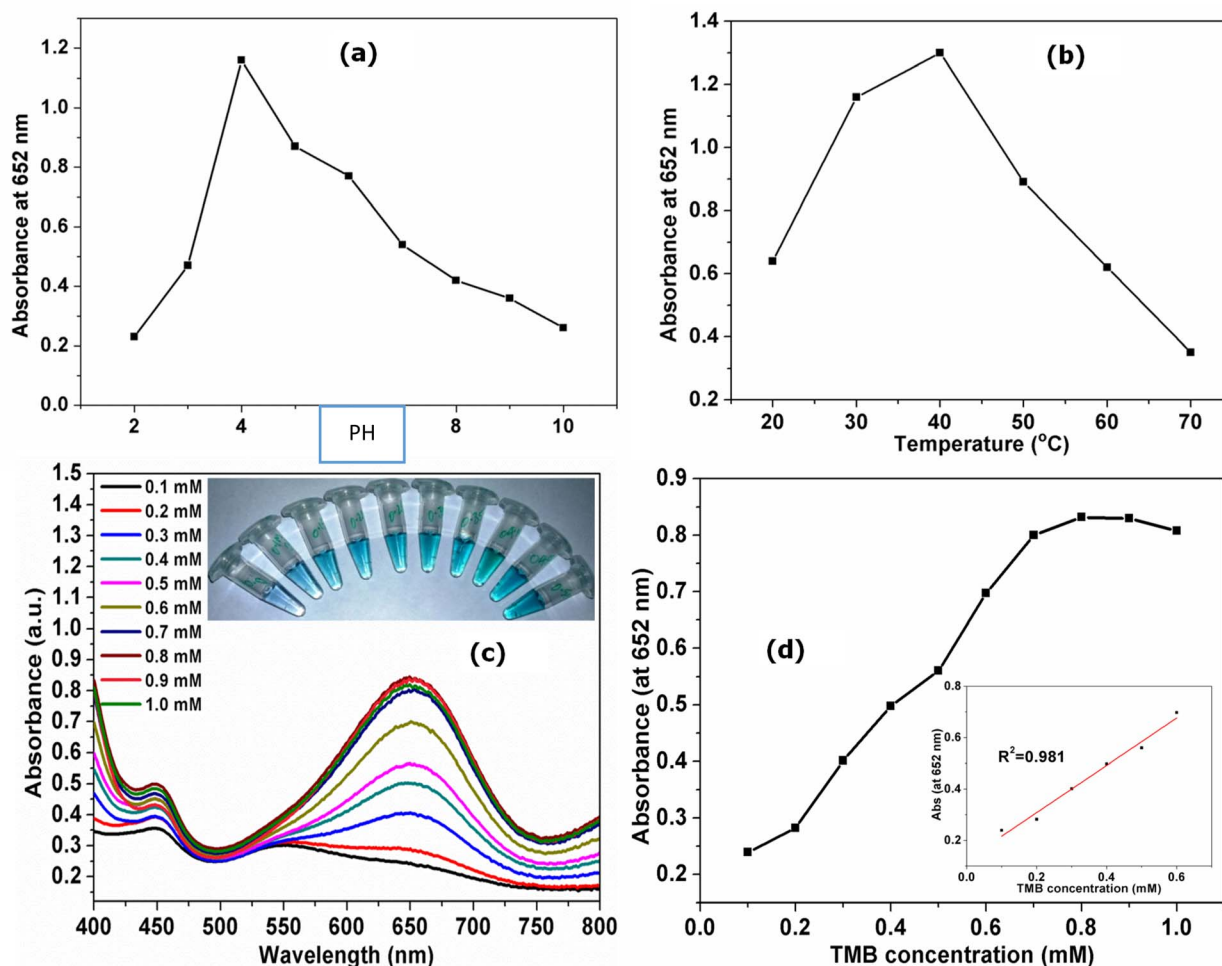 (a)
Absorbance at 652 nm
1.2
1.0
0.8
0.6
0.4
0.2
0.0
2 4 8 10
PH
(b)
Absorbance at 652 nm
1.4
1.2
1.0
0.8
0.6
0.4
0.2
20 30 40 50 60 70
Temperature (°C)
(c)
Absorbance (a.u.)
1.5
1.4
1.3
1.2
1.1
1.0
0.9
0.8
0.7
0.6
0.5
0.4
0.3
0.2
0.1 mM
0.2 mM
0.3 mM
0.4 mM
0.5 mM
0.6 mM
0.7 mM
0.8 mM
0.9 mM
1.0 mM
400 450 500 550 600 650 700 750 800
Wavelength (nm)
(d)
Absorbance (at 652 nm)
0.9
0.8
0.7
0.6
0.5
0.4
0.3
0.2
0.0 0.2 0.4 0.6 0.8 1.0
TMB concentration (mM)
Abs (at 652 nm)
0.8
0.6
0.4
0.2
R²=0.981
0.0 0.2 0.4 0.6
TMB concentration (mM)